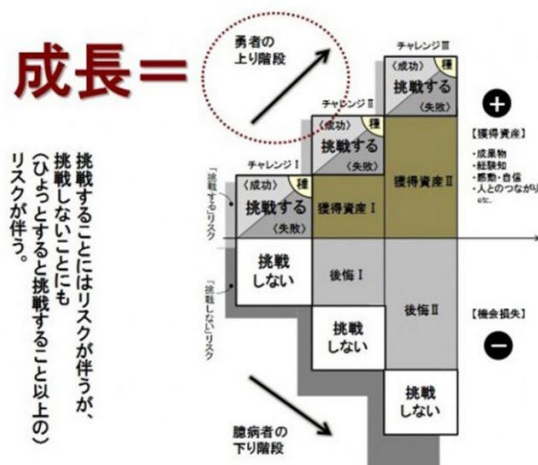 成長＝
勇者の
上り階段
チャレンジⅢ
〈成功〉
種
挑戦する
〈失敗〉
チャレンジⅡ
〈成功〉
種
挑戦する
〈失敗〉
獲得資産Ⅱ
チャレンジⅠ
〈成功〉
種
挑戦する
〈失敗〉
獲得資産Ⅰ
【獲得資産】
・成果物
・経験知
・感動・自信
・人とのつながり
etc.
「挑戦する」リスク
「挑戦しない」リスク
挑戦
しない
後悔Ⅰ
挑戦
しない
後悔Ⅱ
挑戦
しない
【機会損失】
臆病者の
下り階段
挑戦することにはリスクが伴うが、
挑戦しないことにも
（ひょっとすると挑戦すること以上の）
リスクが伴う。